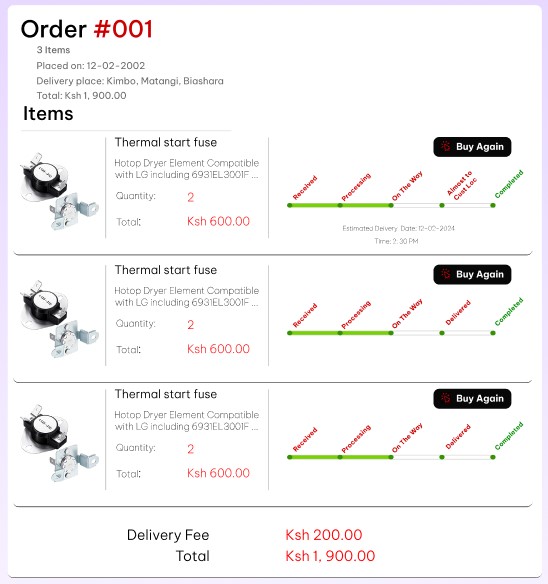 Order #001
3 Items
Placed on: 12-02-2002
Delivery place: Kimbo, Matangi, Biashara
Total: Ksh 1, 900.00
Items
Thermal start fuse
Buy Again
Hotop Dryer Element Compatible
with LG including 6931EL3001F ...
Quantity: 2
Total: Ksh 600.00
Received
Processing
On The Way
Almost to
Cust Loc
Completed
Estimated Delivery Date: 12-02-2024
Time: 2: 30 PM
Thermal start fuse
Buy Again
Hotop Dryer Element Compatible
with LG including 6931EL3001F ...
Quantity: 2
Total: Ksh 600.00
Received
Processing
On The Way
Delivered
Completed
Thermal start fuse
Buy Again
Hotop Dryer Element Compatible
with LG including 6931EL3001F ...
Quantity: 2
Total: Ksh 600.00
Received
Processing
On The Way
Delivered
Completed
Delivery Fee Ksh 200.00
Total Ksh 1, 900.00